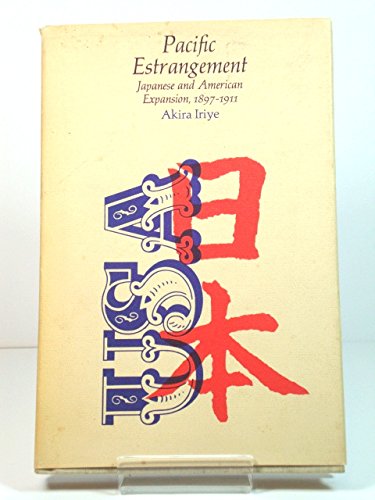 Pacific
Estrangement
Japanese and American
Expansion, 1897-1911
Akira Iriye
USA
日本